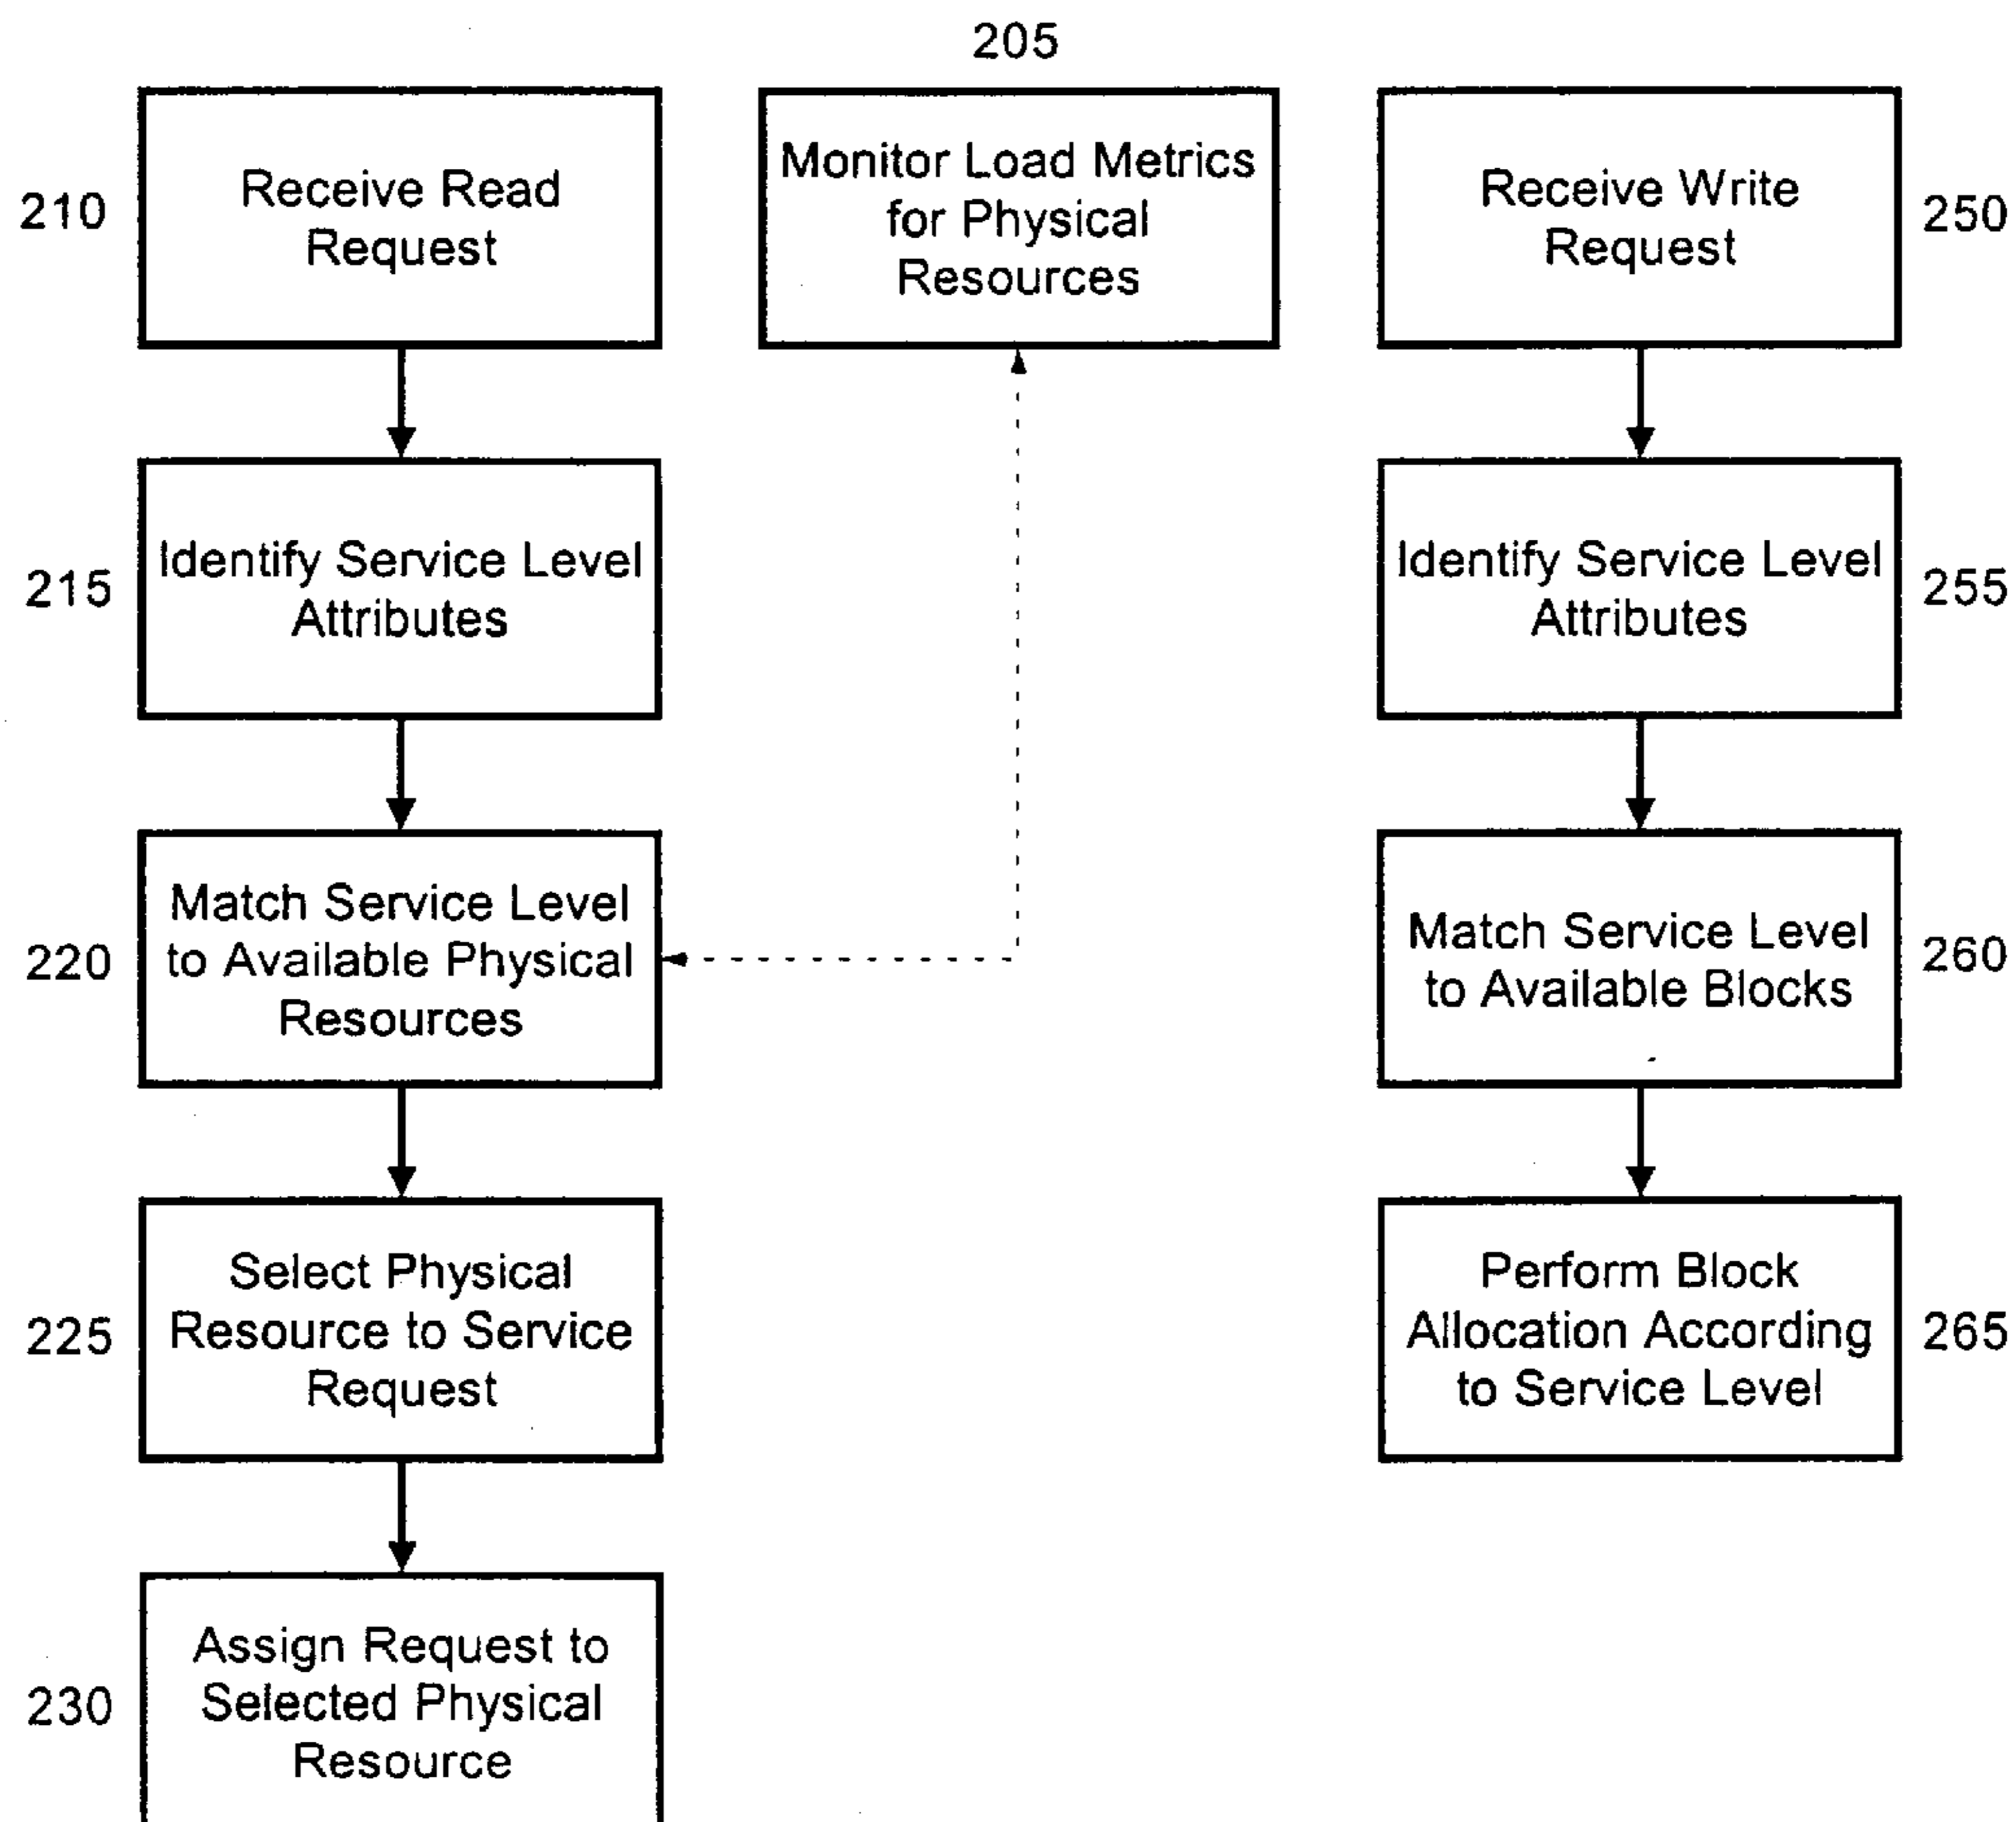 205
210
Receive Read
Request
Monitor Load Metrics
for Physical
Resources
Receive Write
Request
250
215
Identify Service Level
Attributes
Identify Service Level
Attributes
255
220
Match Service Level
to Available Physical
Resources
Match Service Level
to Available Blocks
260
225
Select Physical
Resource to Service
Request
Perform Block
Allocation According
to Service Level
265
230
Assign Request to
Selected Physical
Resource